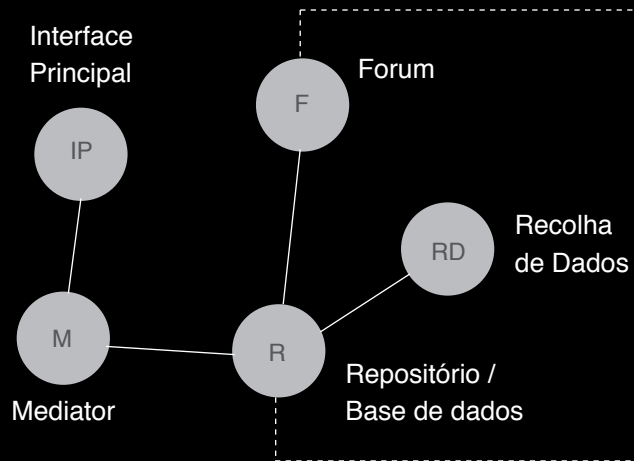 Interface
Principal
IP
F
Forum
RD
Recolha
de Dados
M
Mediator
R
Repositório /
Base de dados